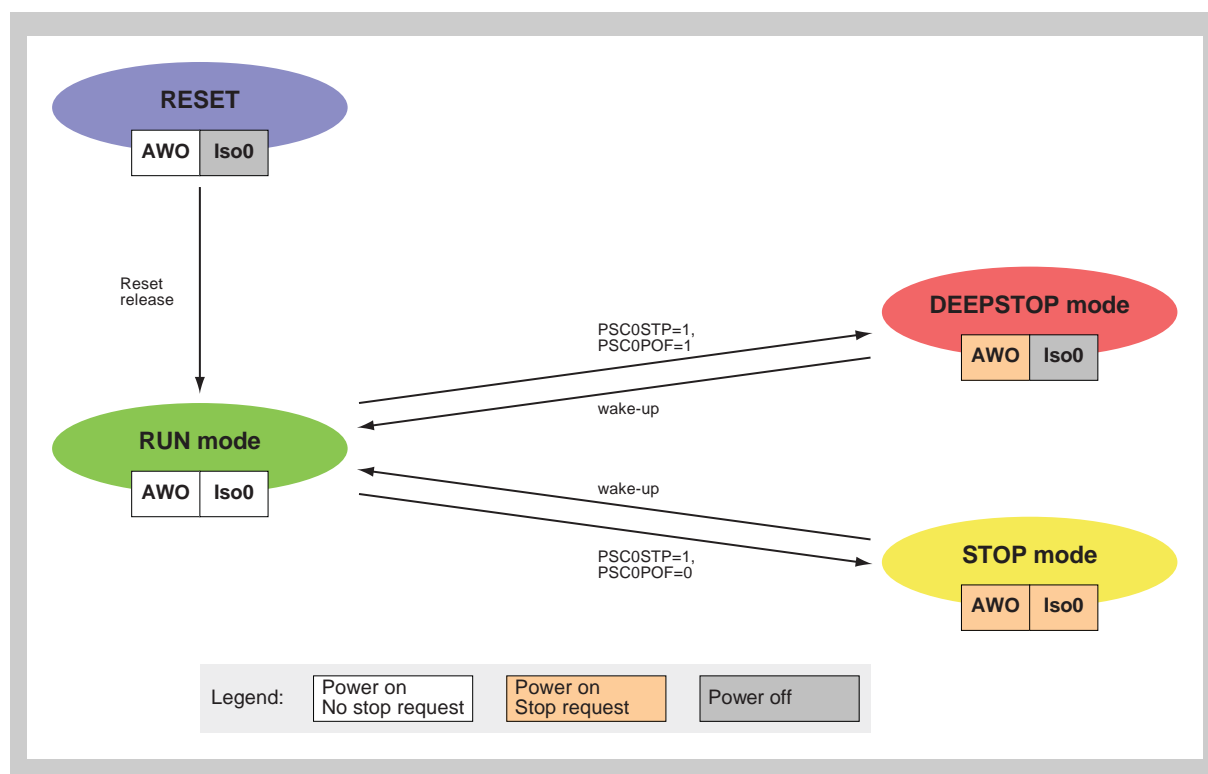 RESET
AWO Iso0
Reset
release
DEEPSTOP mode
AWO Iso0
PSC0STP=1,
PSC0POF=1
wake-up
RUN mode
AWO Iso0
wake-up
PSC0STP=1,
PSC0POF=0
STOP mode
AWO Iso0
Legend:
Power on
No stop request
Power on
Stop request
Power off